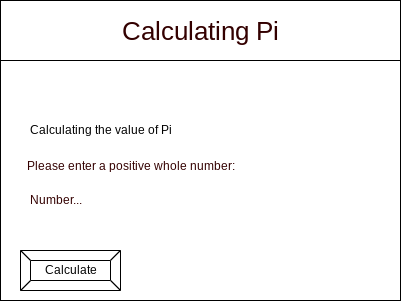 Calculating Pi
Calculating the value of Pi
Please enter a positive whole number:
Number...
Calculate